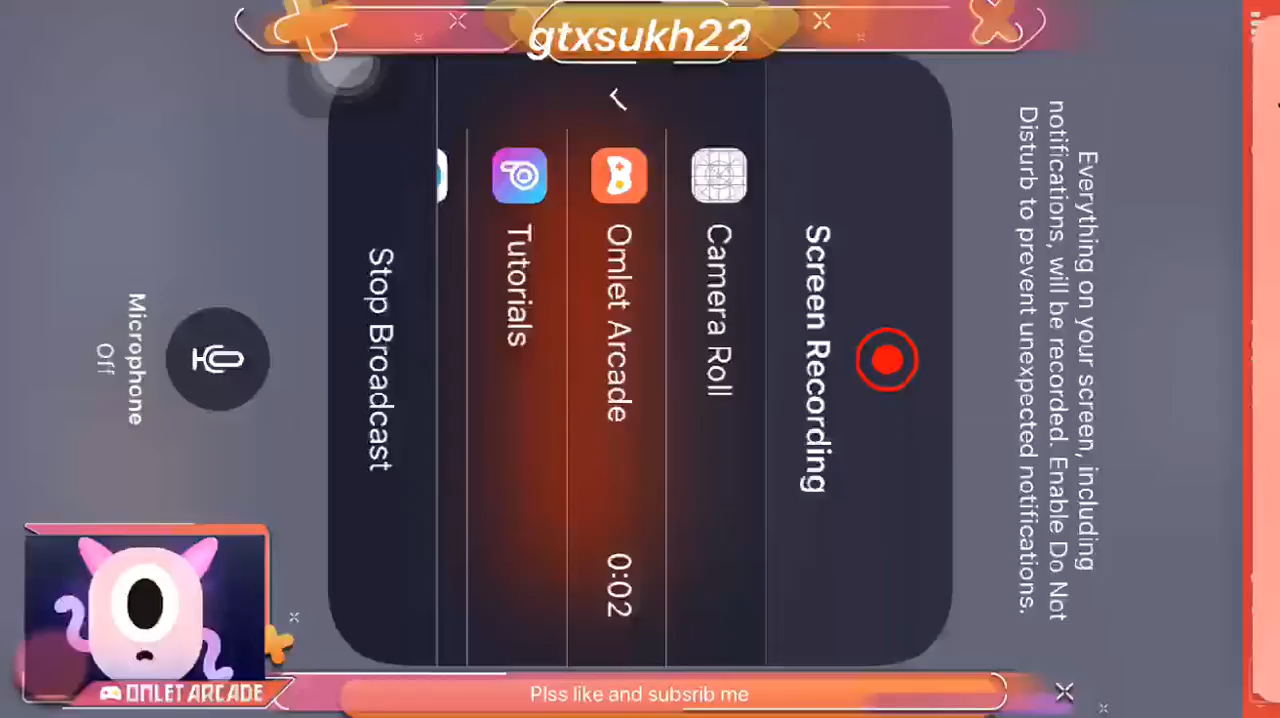 gtxsukh22
Everything on your screen, including
notifications, will be recorded. Enable Do Not
Disturb to prevent unexpected notifications.
Screen Recording
Camera Roll
Omlet Arcade 0:02
Tutorials
Stop Broadcast
Microphone
Off
OMLET ARCADE
Plss like and subsrib me